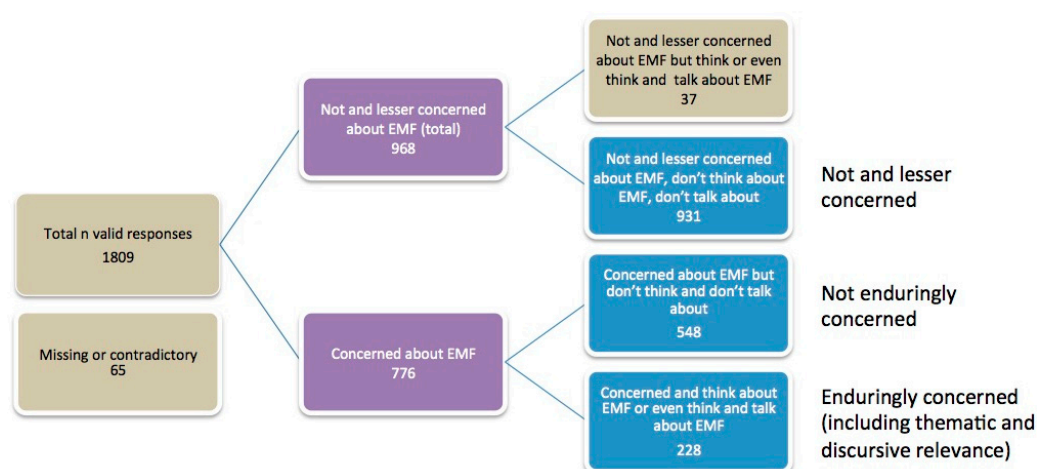 Total n valid responses
1809
Missing or contradictory
65
Not and lesser concerned
about EMF (total)
968
Concerned about EMF
776
Not and lesser concerned
about EMF but think or even
think and talk about EMF
37
Not and lesser concerned
about EMF, don't think about
EMF, don't talk about
931
Concerned about EMF but
don't think and don't talk
about
548
Concerned and think about
EMF or even think and talk
about EMF
228
Not and lesser
concerned
Not enduringly
concerned
Enduringly concerned
(including thematic and
discursive relevance)